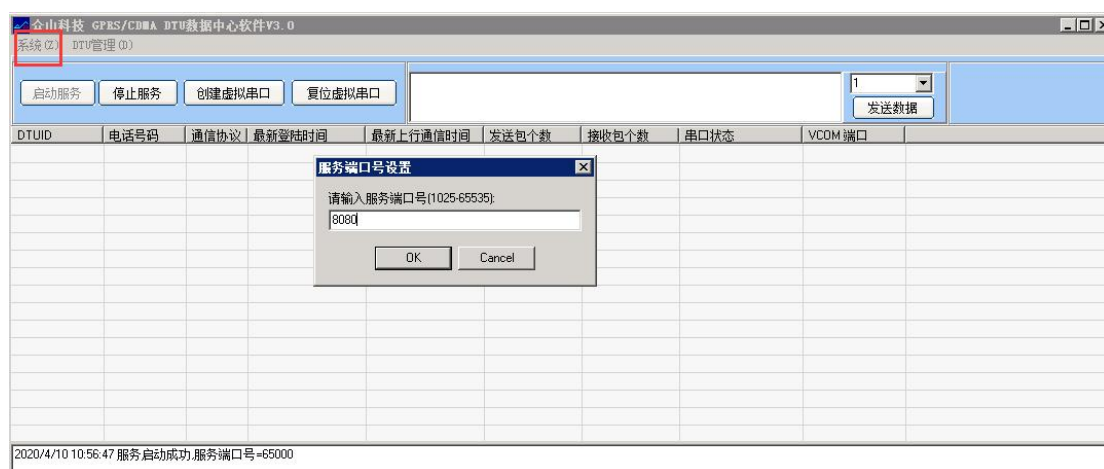 众山科技 GPRS/CDMA DTU数据中心软件V3.0
系统(Z) DTU管理(D)
启动服务 停止服务 创建虚拟串口 复位虚拟串口 1
发送数据
DTUID 电话号码 通信协议 最新登陆时间 最新上行通信时间 发送包个数 接收包个数 串口状态 VCOM 端口
服务端口号设置
请输入服务端口号(1025-65535):
8080
OK Cancel
2020/4/10 10:56:47 服务启动成功,服务端口号=65000